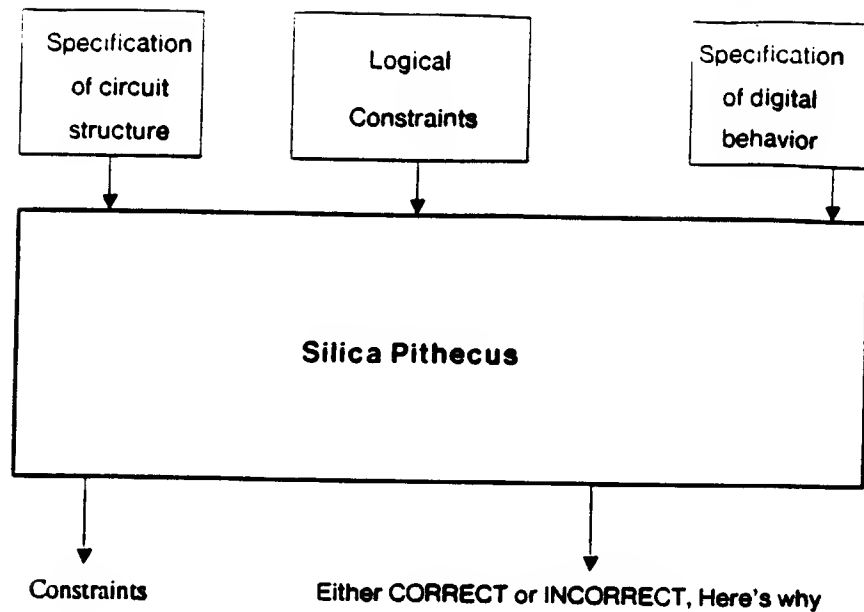 Specification
of circuit
structure
Logical
Constraints
Specification
of digital
behavior
Silica Pithecus
Constraints
Either CORRECT or INCORRECT, Here's why